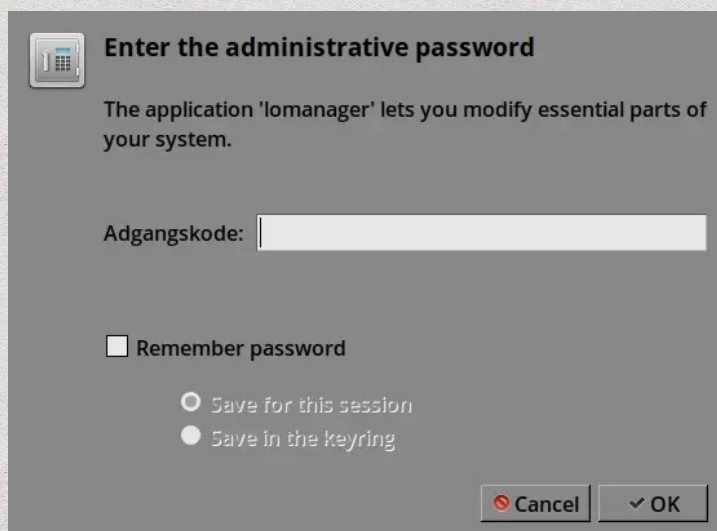 Enter the administrative password
The application 'lomanager' lets you modify essential parts of
your system.
Adgangskode:
Remember password
Save for this session
Save in the keyring
Cancel
OK